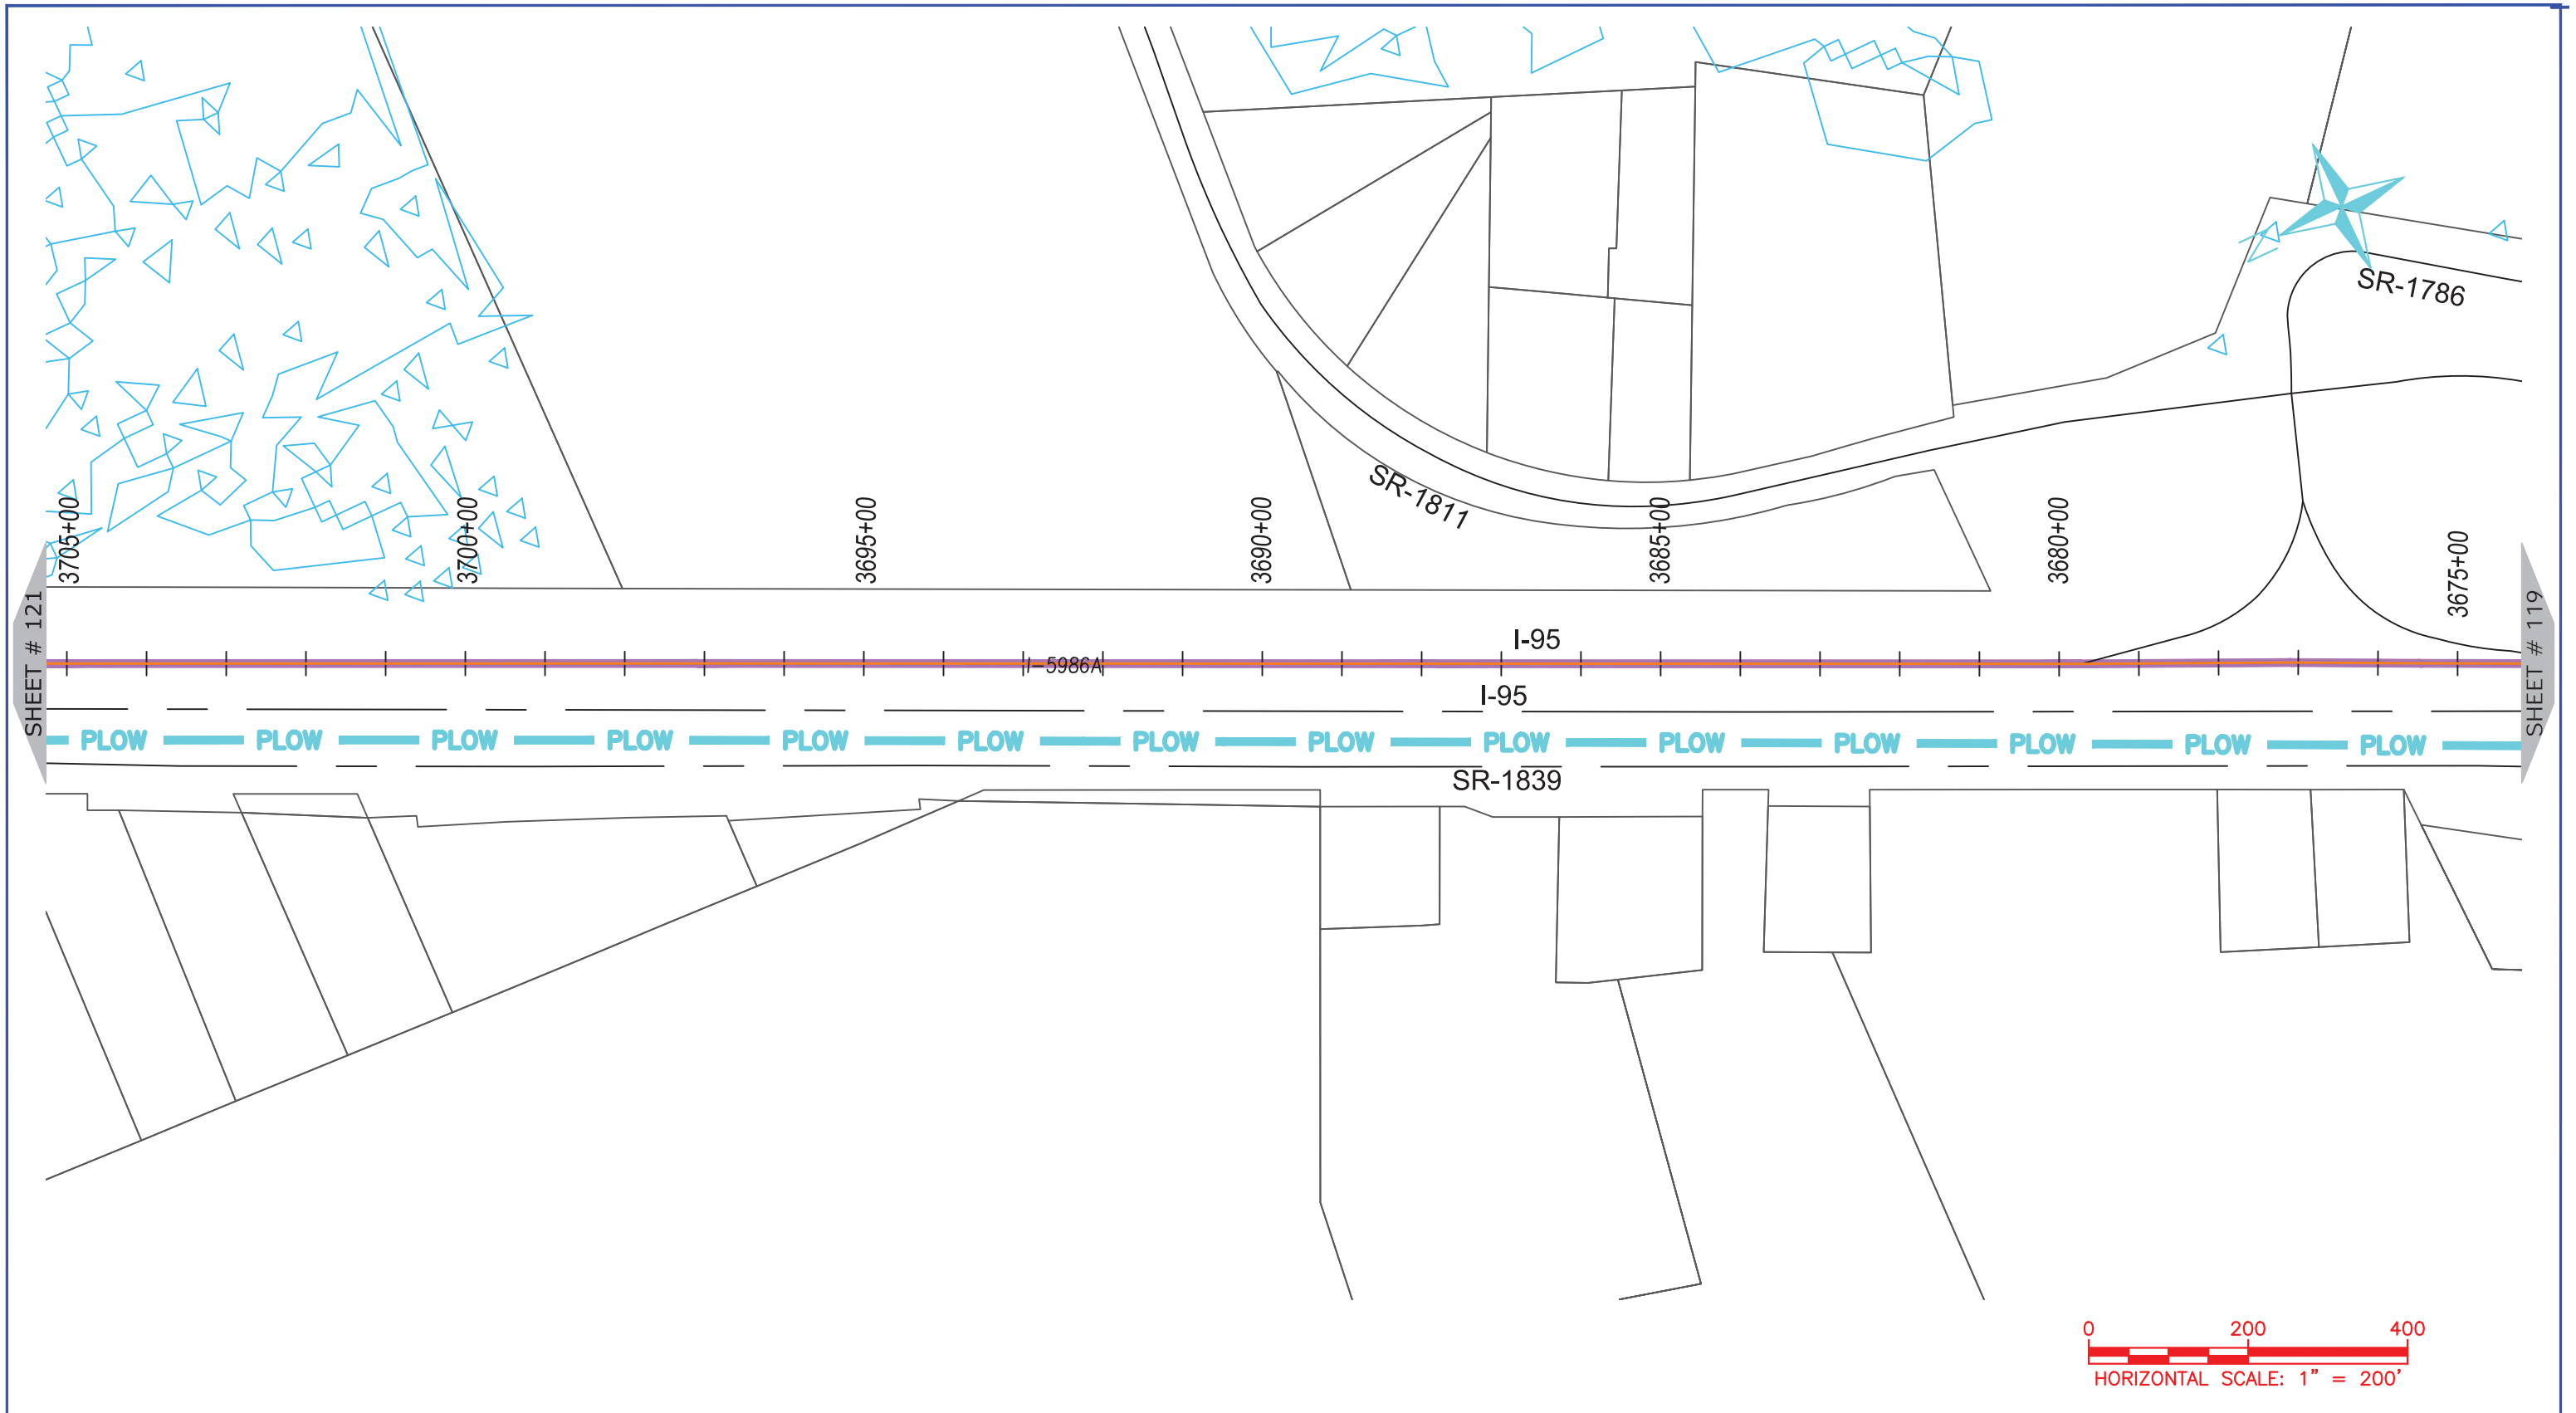 SR-1786
SR-1811
3705+00
3700+00
3695+00
3690+00
3685+00
3680+00
3675+00
SHEET # 121
SHEET # 119
I-95
I-5986A
I-95
PLOW PLOW PLOW PLOW PLOW PLOW PLOW PLOW PLOW PLOW PLOW PLOW PLOW PLOW
SR-1839
0 200 400
HORIZONTAL SCALE: 1" = 200'